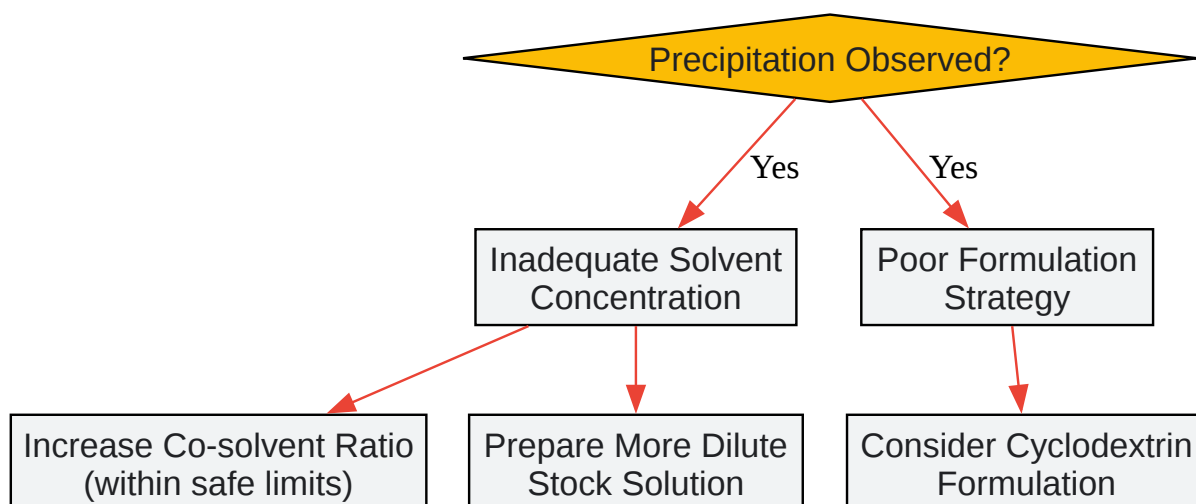 Precipitation Observed?
Yes
Yes
Inadequate Solvent
Concentration
Poor Formulation
Strategy
Increase Co-solvent Ratio
(within safe limits)
Prepare More Dilute
Stock Solution
Consider Cyclodextrin
Formulation